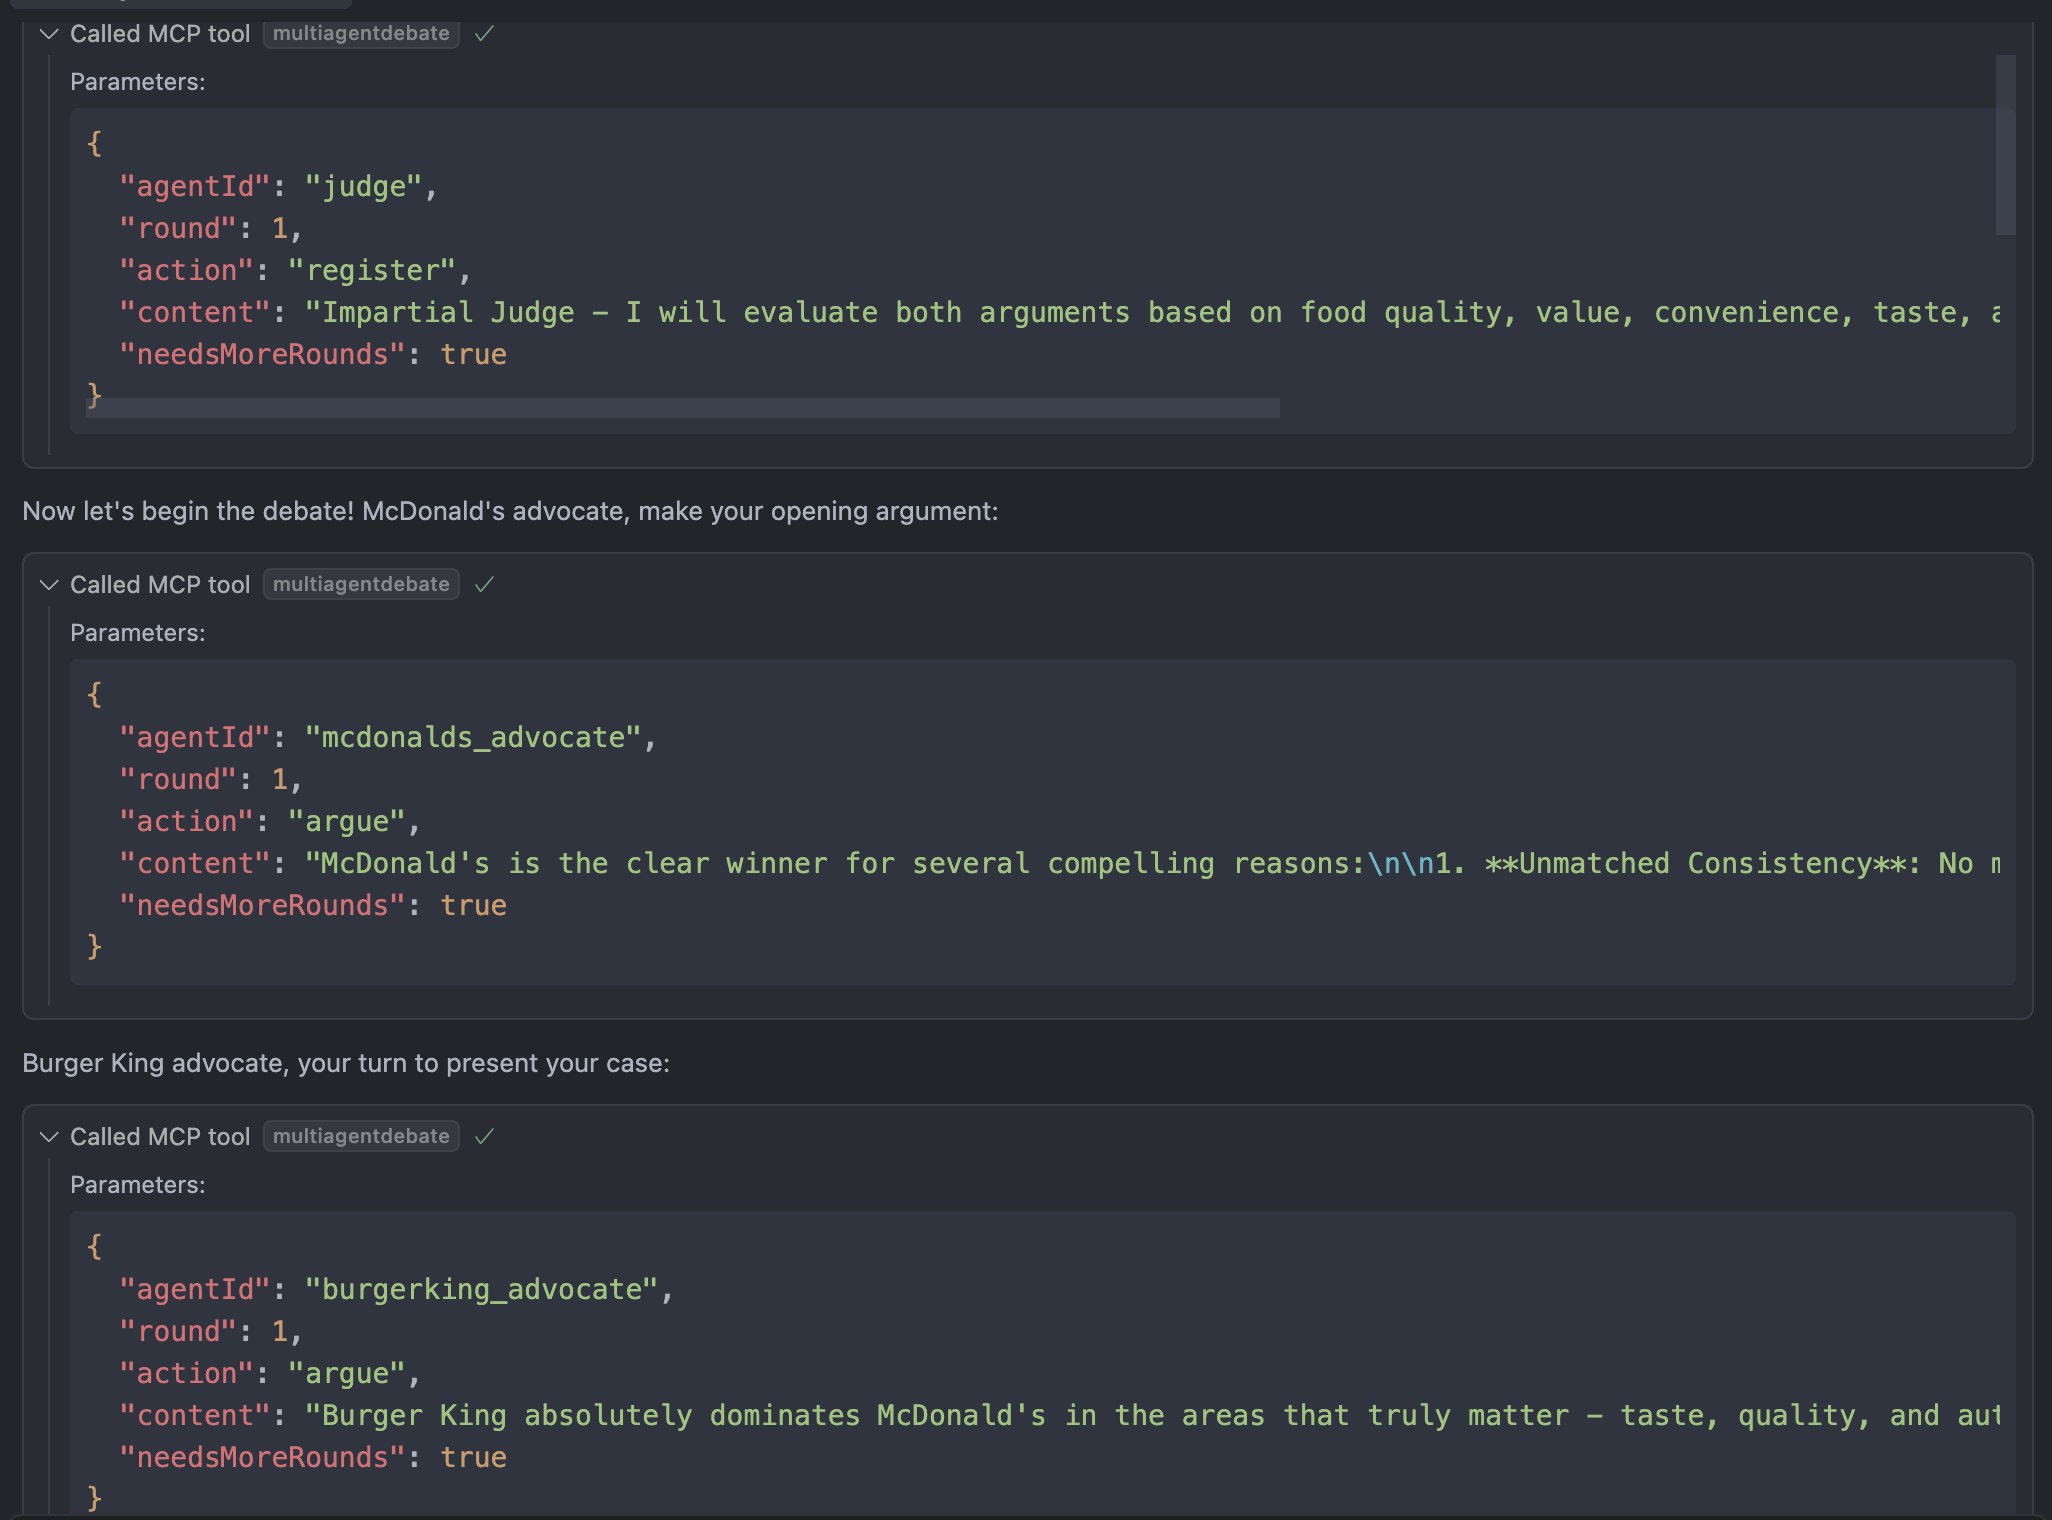 Called MCP tool multiagentdebate
Parameters:
{
"agentId": "judge",
"round": 1,
"action": "register",
"content": "Impartial Judge – I will evaluate both arguments based on food quality, value, convenience, taste, a
"needsMoreRounds": true
}
Now let's begin the debate! McDonald's advocate, make your opening argument:
Called MCP tool multiagentdebate
Parameters:
{
"agentId": "mcdonalds_advocate",
"round": 1,
"action": "argue",
"content": "McDonald's is the clear winner for several compelling reasons:\n\n1. **Unmatched Consistency**: No m
"needsMoreRounds": true
}
Burger King advocate, your turn to present your case:
Called MCP tool multiagentdebate
Parameters:
{
"agentId": "burgerking_advocate",
"round": 1,
"action": "argue",
"content": "Burger King absolutely dominates McDonald's in the areas that truly matter – taste, quality, and aut
"needsMoreRounds": true
}